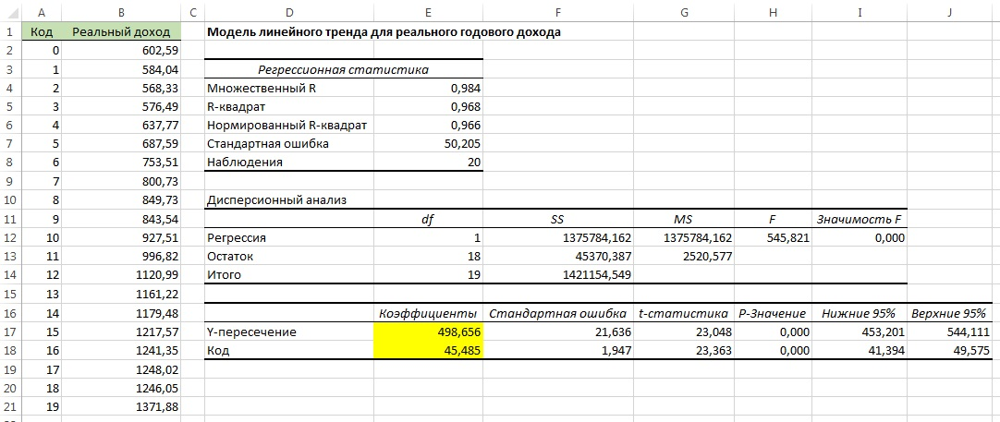 A B C D E F G H I J
1 Код Реальный доход Модель линейного тренда для реального годового дохода
2 0 602,59
3 1 584,04 Регрессионная статистика
4 2 568,33 Множественный R 0,984
5 3 576,49 R-квадрат 0,968
6 4 637,77 Нормированный R-квадрат 0,966
7 5 687,59 Стандартная ошибка 50,205
8 6 753,51 Наблюдения 20
9 7 800,73
10 8 849,73 Дисперсионный анализ
11 9 843,54 df SS MS F Значимость F
12 10 927,51 Регрессия 1 1375784,162 1375784,162 545,821 0,000
13 11 996,82 Остаток 18 45370,387 2520,577
14 12 1120,99 Итого 19 1421154,549
15 13 1161,22
16 14 1179,48 Коэффициенты Стандартная ошибка t-статистика P-Значение Нижние 95% Верхние 95%
17 15 1217,57 Y-пересечение 498,656 21,636 23,048 0,000 453,201 544,111
18 16 1241,35 Код 45,485 1,947 23,363 0,000 41,394 49,575
19 17 1248,02
20 18 1246,05
21 19 1371,88